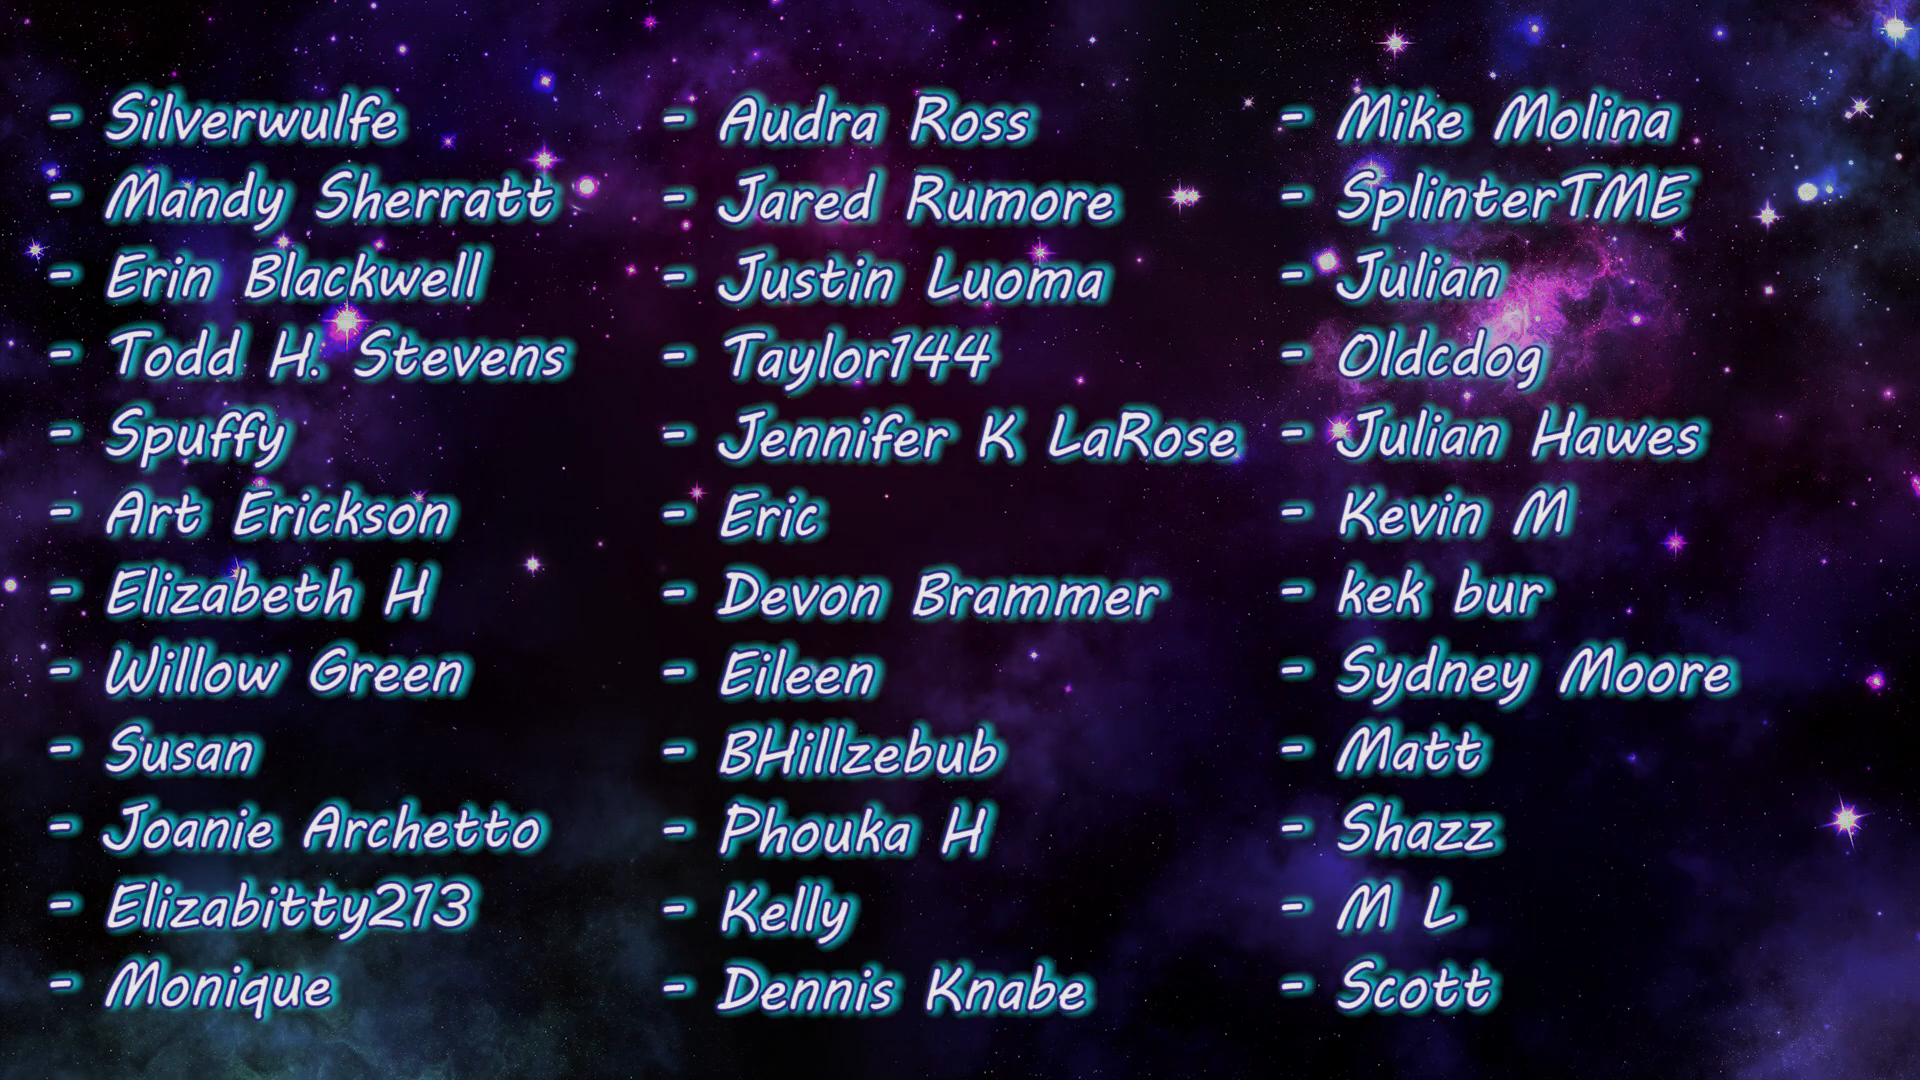 - Silverwulfe
- Mandy Sherratt
- Erin Blackwell
- Todd H. Stevens
- Spuffy
- Art Erickson
- Elizabeth H
- Willow Green
- Susan
- Joanie Archetto
- Elizabitty213
- Monique
- Audra Ross
- Jared Rumore
- Justin Luoma
- Taylor144
- Jennifer K LaRose
- Eric
- Devon Brammer
- Eileen
- BHillzebub
- Phouka H
- Kelly
- Dennis Knabe
- Mike Molina
- SplinterTME
- Julian
- Oldcdog
- Julian Hawes
- Kevin M
- kek bur
- Sydney Moore
- Matt
- Shazz
- M L
- Scott